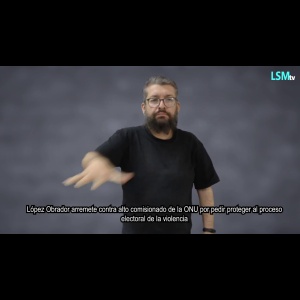 LSMtv
López Obrador arremete contra alto comisionado de la ONU por pedir proteger al proceso
electoral de la violencia